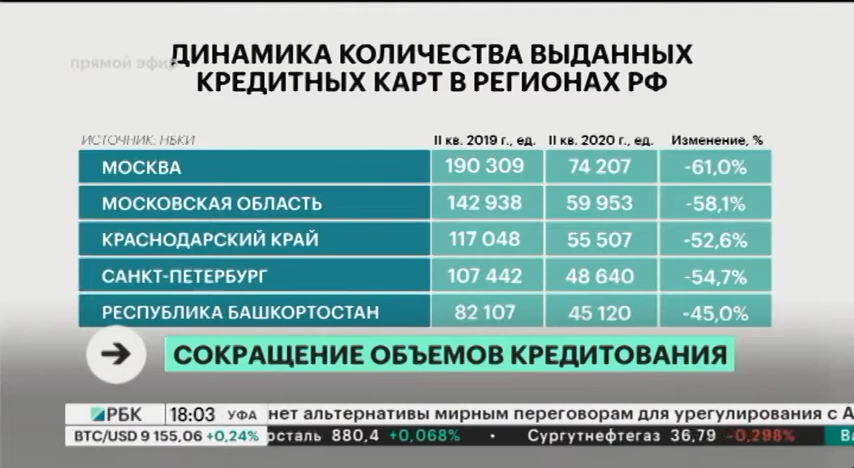 прямой эфир
ДИНАМИКА КОЛИЧЕСТВА ВЫДАННЫХ
КРЕДИТНЫХ КАРТ В РЕГИОНАХ РФ
ИСТОЧНИК: НБКИ II кв. 2019 г., ед. II кв. 2020 г., ед. Изменение, %
МОСКВА 190 309 74 207 -61,0%
МОСКОВСКАЯ ОБЛАСТЬ 142 938 59 953 -58,1%
КРАСНОДАРСКИЙ КРАЙ 117 048 55 507 -52,6%
САНКТ-ПЕТЕРБУРГ 107 442 48 640 -54,7%
РЕСПУБЛИКА БАШКОРТОСТАН 82 107 45 120 -45,0%
СОКРАЩЕНИЕ ОБЪЕМОВ КРЕДИТОВАНИЯ
РБК 18:03 УФА нет альтернативы мирным переговорам для урегулирования с А
BTC/USD 9 155,06 +0,24% рсталь 880,4 +0,068% • Сургутнефтегаз 36,79 -0,298% Ва